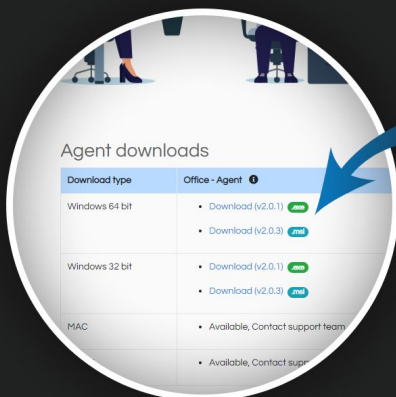 Agent downloads
Download type Office - Agent
Windows 64 bit
Download (v2.0.1) .exe
Download (v2.0.3) .msi
Windows 32 bit
Download (v2.0.1) .exe
Download (v2.0.3) .msi
MAC Available, Contact support team
Available, Contact